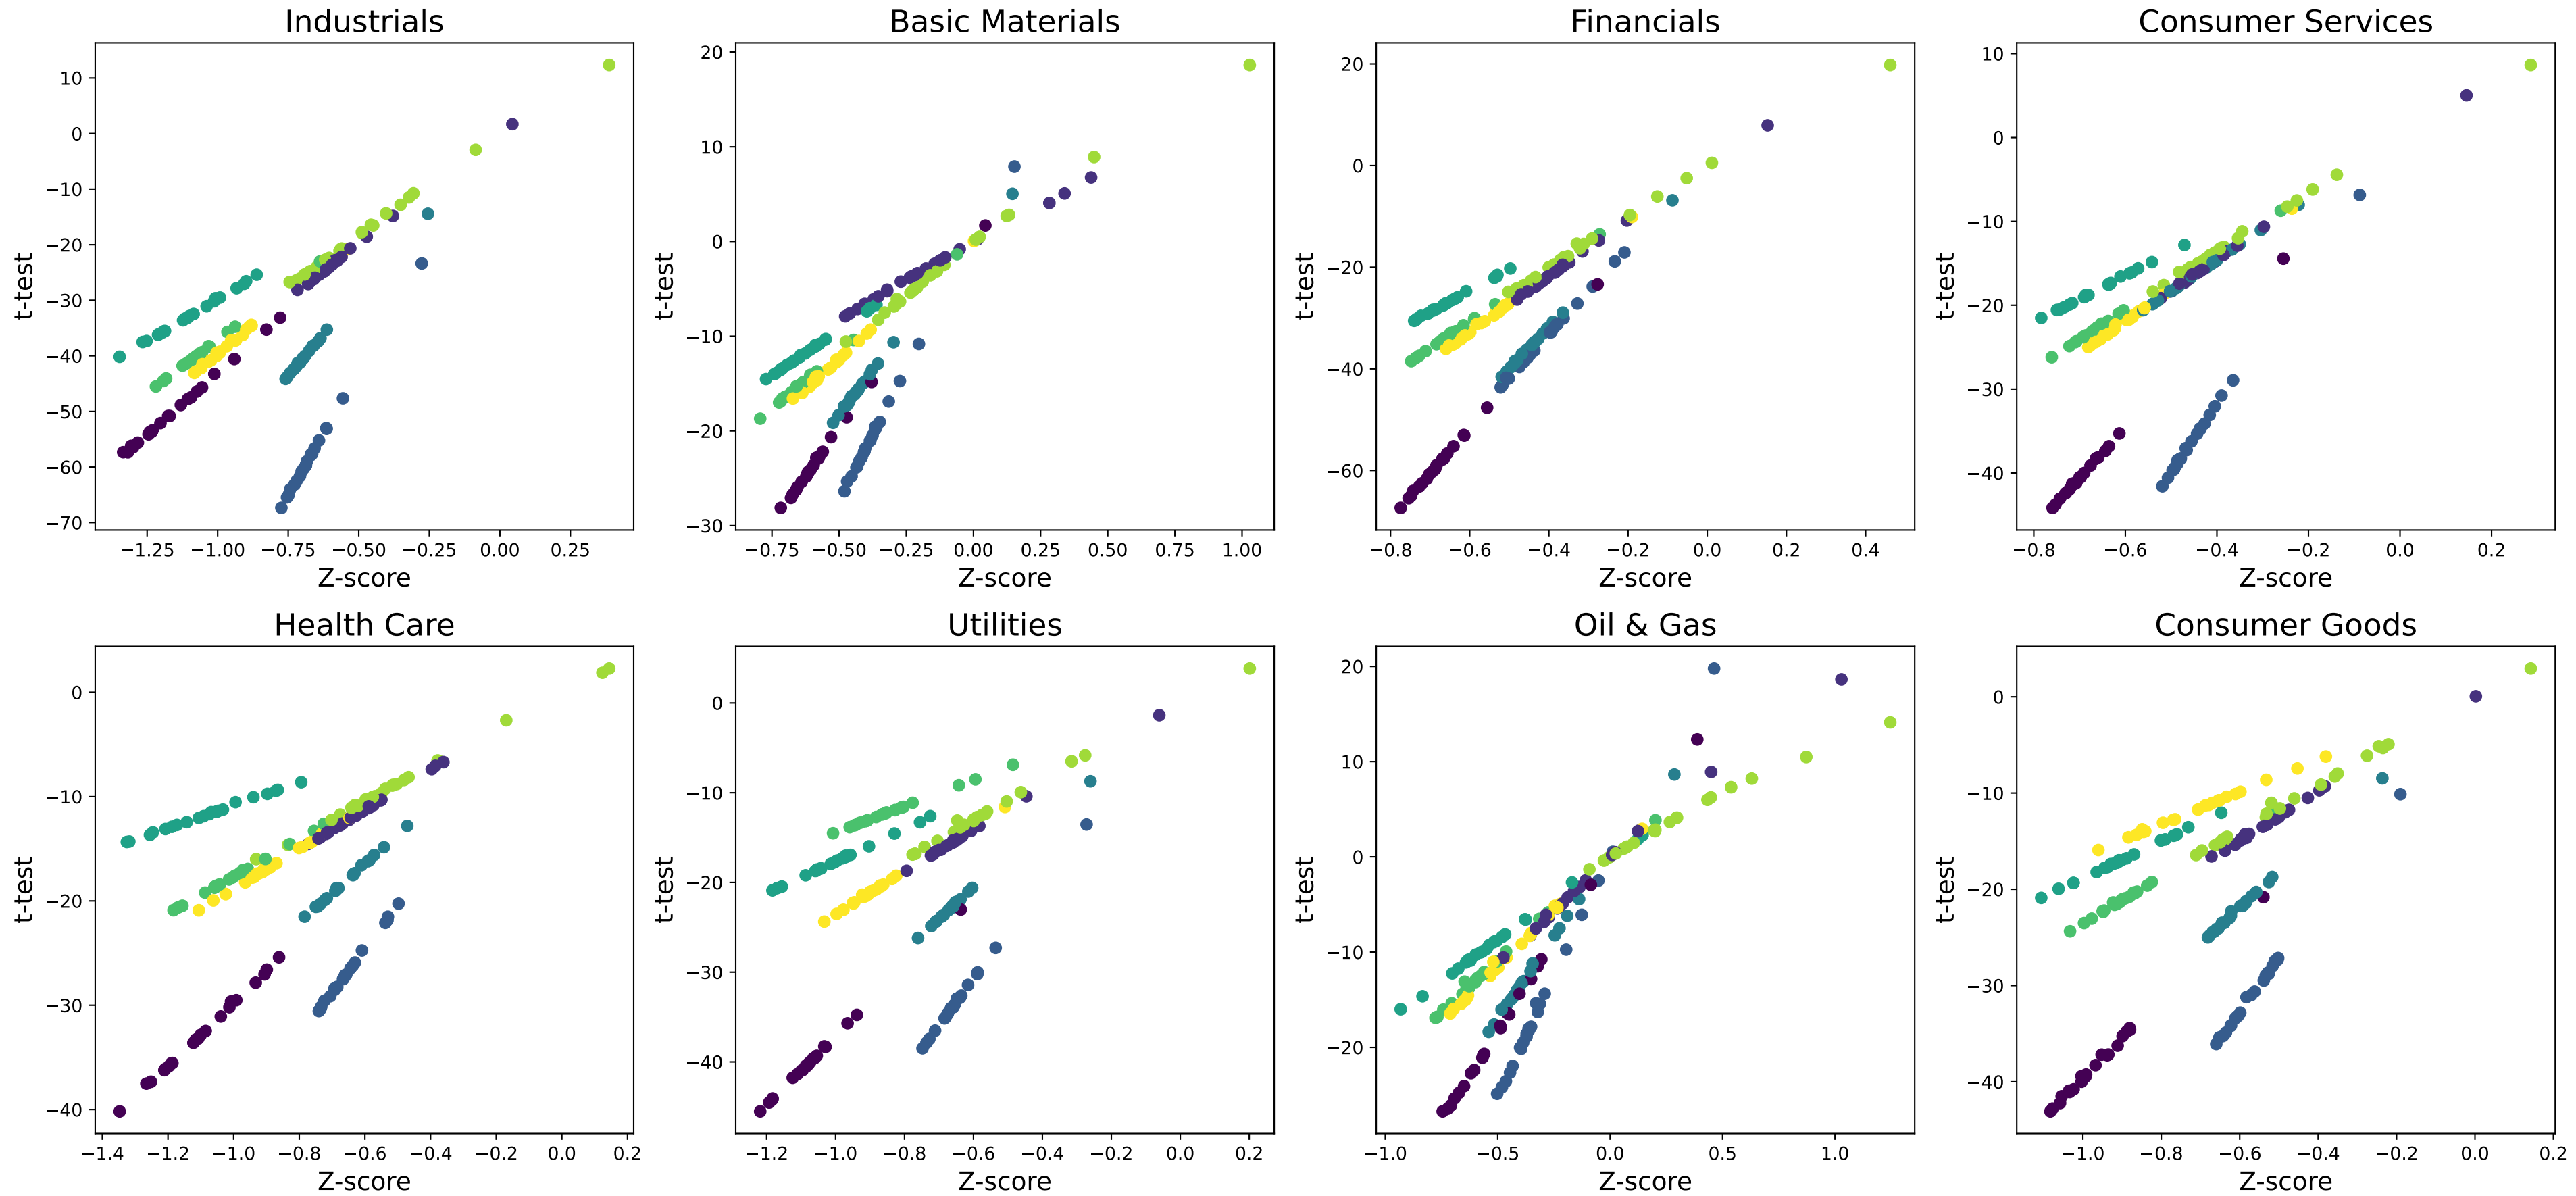 Industrials
Basic Materials
Financials
Consumer Services
t-test
10
0
−10
−20
−30
−40
−50
−60
−70
−1.25 −1.00 −0.75 −0.50 −0.25 0.00 0.25
Z-score
t-test
20
10
0
−10
−20
−30
−0.75 −0.50 −0.25 0.00 0.25 0.50 0.75 1.00
Z-score
t-test
20
0
−20
−40
−60
−0.8 −0.6 −0.4 −0.2 0.0 0.2 0.4
Z-score
t-test
10
0
−10
−20
−30
−40
−0.8 −0.6 −0.4 −0.2 0.0 0.2
Z-score
Health Care
Utilities
Oil & Gas
Consumer Goods
t-test
0
−10
−20
−30
−40
−1.4 −1.2 −1.0 −0.8 −0.6 −0.4 −0.2 0.0 0.2
Z-score
t-test
0
−10
−20
−30
−40
−1.2 −1.0 −0.8 −0.6 −0.4 −0.2 0.0 0.2
Z-score
t-test
20
10
0
−10
−20
−1.0 −0.5 0.0 0.5 1.0
Z-score
t-test
0
−10
−20
−30
−40
−1.0 −0.8 −0.6 −0.4 −0.2 0.0 0.2
Z-score